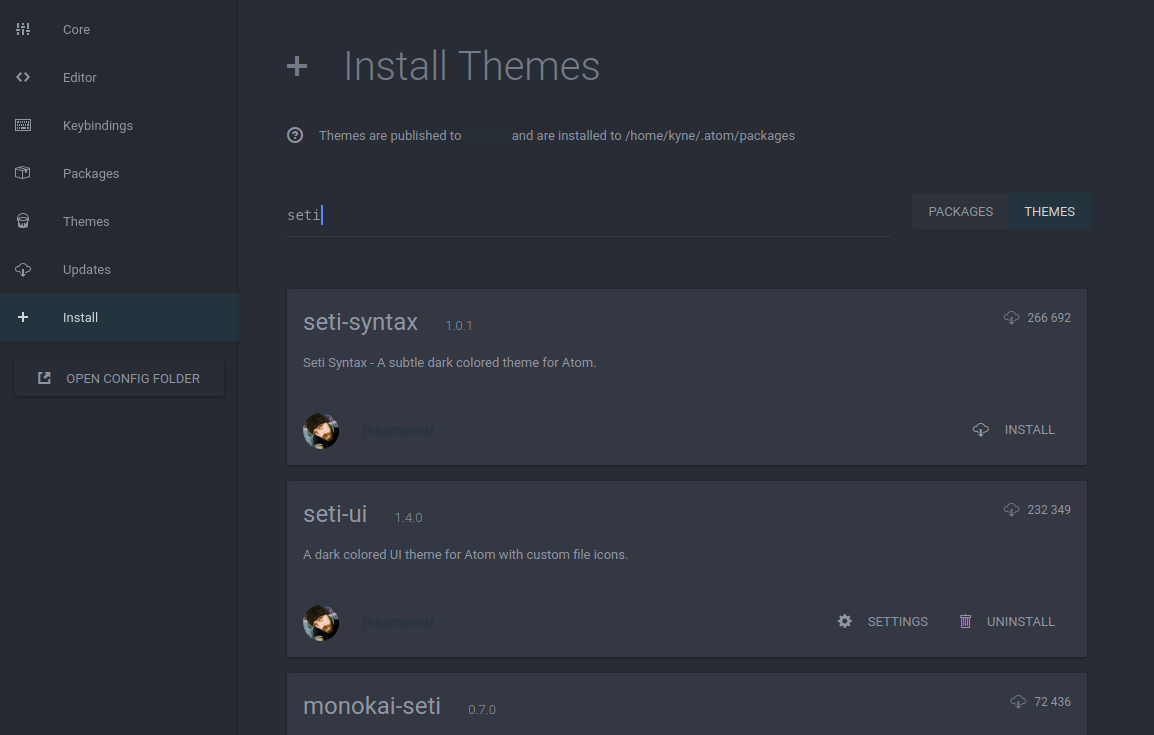 Core
Editor
Keybindings
Packages
Themes
Updates
Install
OPEN CONFIG FOLDER
Install Themes
Themes are published to and are installed to /home/kyne/.atom/packages
seti
PACKAGES THEMES
seti-syntax 1.0.1 266 692
Seti Syntax - A subtle dark colored theme for Atom.
jesseweed INSTALL
seti-ui 1.4.0 232 349
A dark colored UI theme for Atom with custom file icons.
jesseweed SETTINGS UNINSTALL
monokai-seti 0.7.0 72 436